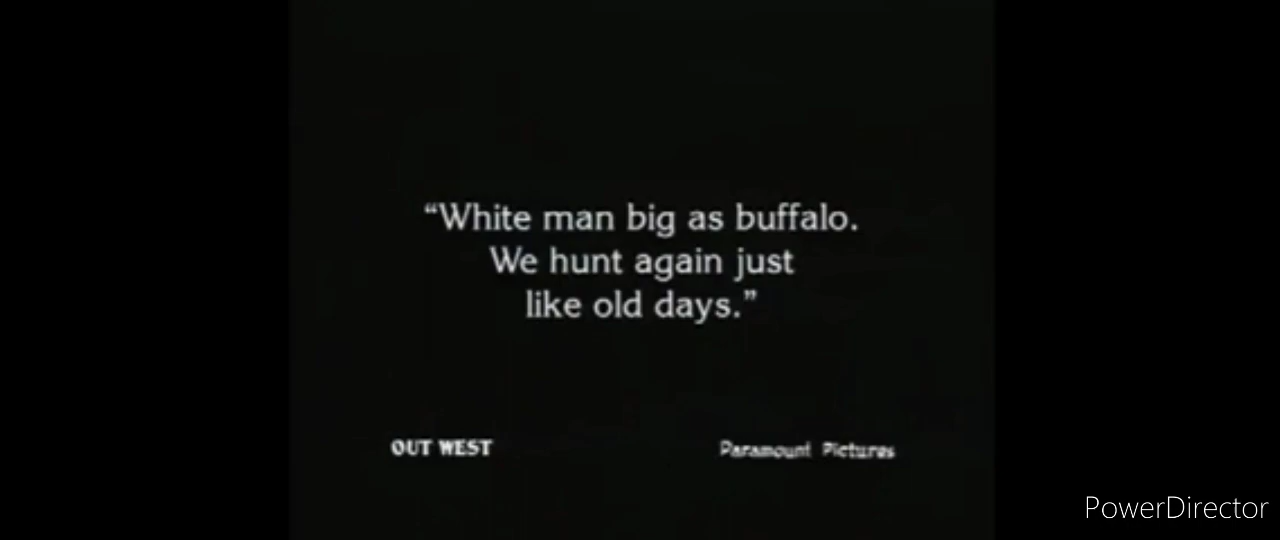 “White man big as buffalo.
We hunt again just
like old days.”
OUT WEST
Paramount Pictures
PowerDirector